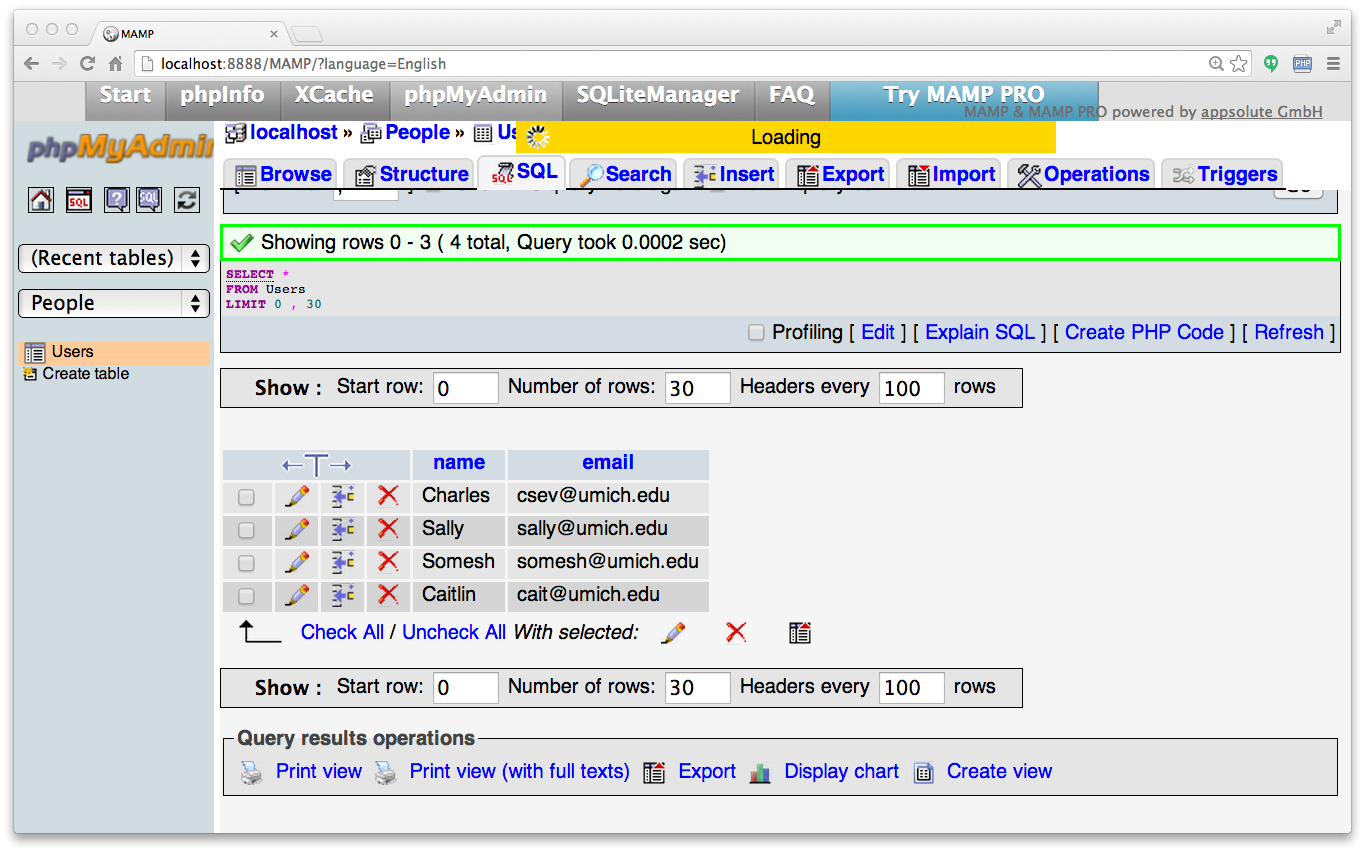 MAMP
localhost:8888/MAMP/?language=English
PHP
Start phpInfo XCache phpMyAdmin SQLiteManager FAQ Try MAMP PRO
MAMP & MAMP PRO powered by appsolute GmbH
phpMyAdmin
localhost » People » Us
Loading
Browse Structure SQL Search Insert Export Import Operations Triggers
SQL
SQL
(Recent tables)
People
Users
Create table
Showing rows 0 - 3 ( 4 total, Query took 0.0002 sec)
SELECT *
FROM Users
LIMIT 0 , 30
Profiling [ Edit ] [ Explain SQL ] [ Create PHP Code ] [ Refresh ]
Show : Start row: 0 Number of rows: 30 Headers every 100 rows
←T→ name email
Charles csev@umich.edu
Sally sally@umich.edu
Somesh somesh@umich.edu
Caitlin cait@umich.edu
Check All / Uncheck All With selected:
Show : Start row: 0 Number of rows: 30 Headers every 100 rows
Query results operations
Print view Print view (with full texts) Export Display chart Create view